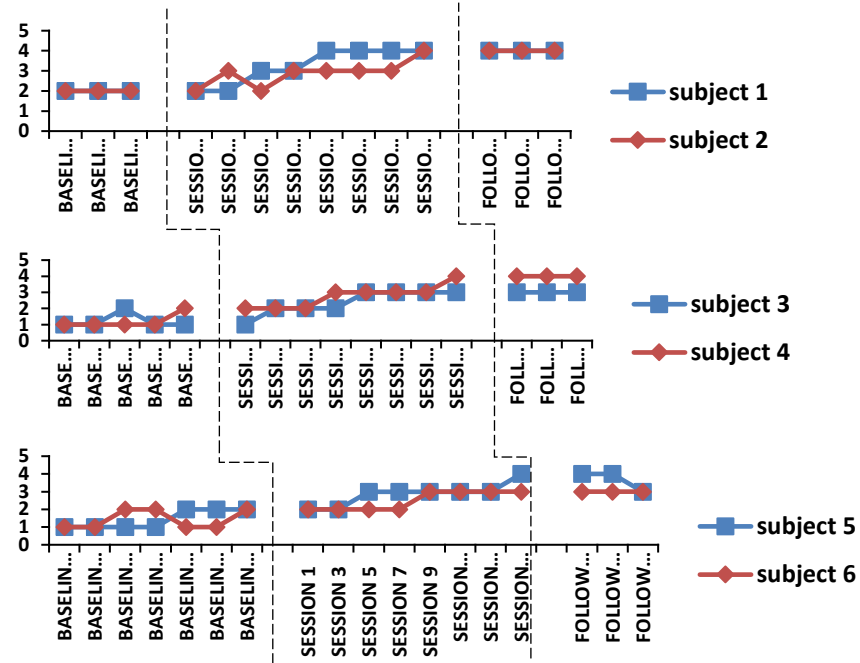 5
4
3
2
1
0
BASELI...
BASELI...
BASELI...
SESSIO...
SESSIO...
SESSIO...
SESSIO...
SESSIO...
SESSIO...
SESSIO...
SESSIO...
FOLLO...
FOLLO...
FOLLO...
subject 1
subject 2
5
4
3
2
1
0
BASE...
BASE...
BASE...
BASE...
BASE...
SESSI...
SESSI...
SESSI...
SESSI...
SESSI...
SESSI...
SESSI...
SESSI...
FOLL...
FOLL...
FOLL...
subject 3
subject 4
5
4
3
2
1
0
BASELIN...
BASELIN...
BASELIN...
BASELIN...
BASELIN...
BASELIN...
BASELIN...
SESSION 1
SESSION 3
SESSION 5
SESSION 7
SESSION 9
SESSION...
SESSION...
SESSION...
FOLLOW...
FOLLOW...
FOLLOW...
subject 5
subject 6